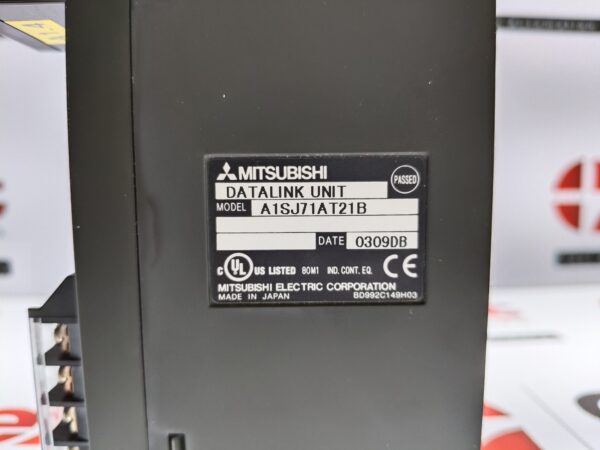 MITSUBISHI
PASSED
DATALINK UNIT
MODEL A1SJ71AT21B
DATE 0309DB
C UL US LISTED 80M1 IND. CONT. EQ. CE
MITSUBISHI ELECTRIC CORPORATION
MADE IN JAPAN BD992C149H03